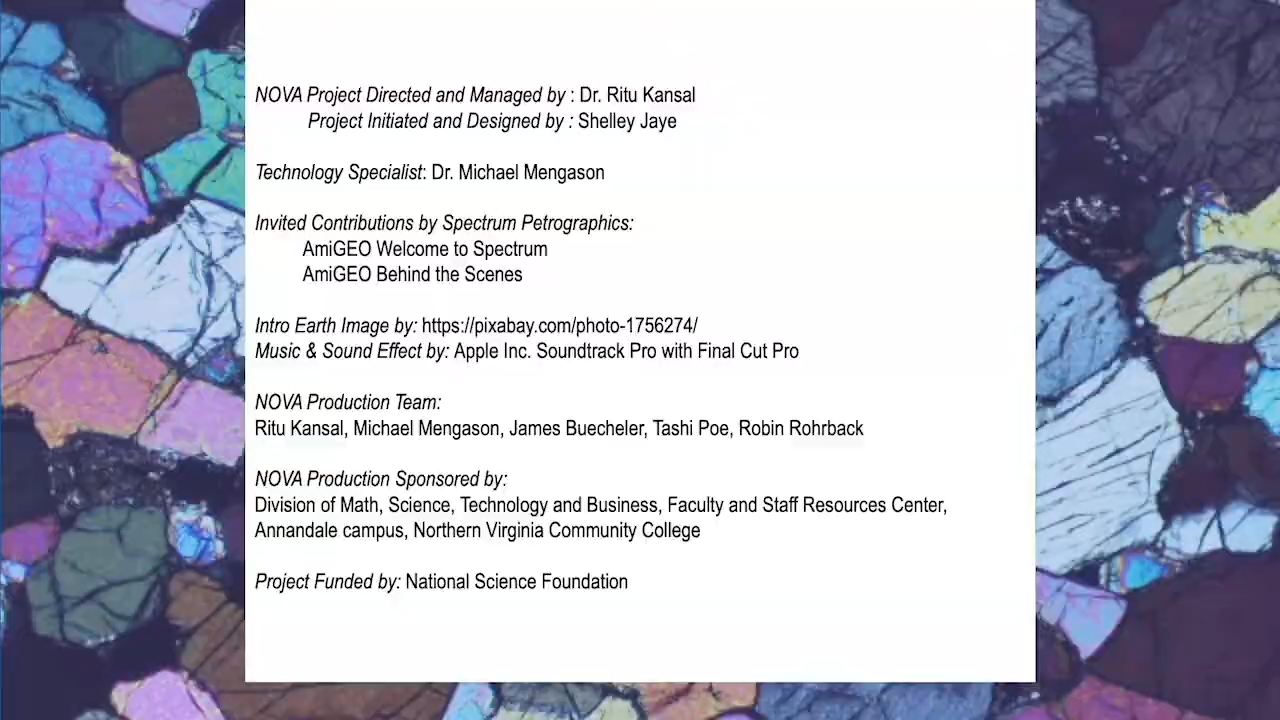 NOVA Project Directed and Managed by : Dr. Ritu Kansal
Project Initiated and Designed by : Shelley Jaye
Technology Specialist: Dr. Michael Mengason
Invited Contributions by Spectrum Petrographics:
AmiGEO Welcome to Spectrum
AmiGEO Behind the Scenes
Intro Earth Image by: https://pixabay.com/photo-1756274/
Music & Sound Effect by: Apple Inc. Soundtrack Pro with Final Cut Pro
NOVA Production Team:
Ritu Kansal, Michael Mengason, James Buecheler, Tashi Poe, Robin Rohrback
NOVA Production Sponsored by:
Division of Math, Science, Technology and Business, Faculty and Staff Resources Center,
Annandale campus, Northern Virginia Community College
Project Funded by: National Science Foundation